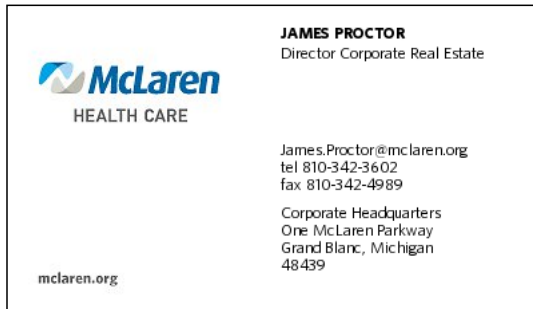 McLaren
HEALTH CARE
mclaren.org
JAMES PROCTOR
Director Corporate Real Estate
James.Proctor@mclaren.org
tel 810-342-3602
fax 810-342-4989
Corporate Headquarters
One McLaren Parkway
Grand Blanc, Michigan
48439